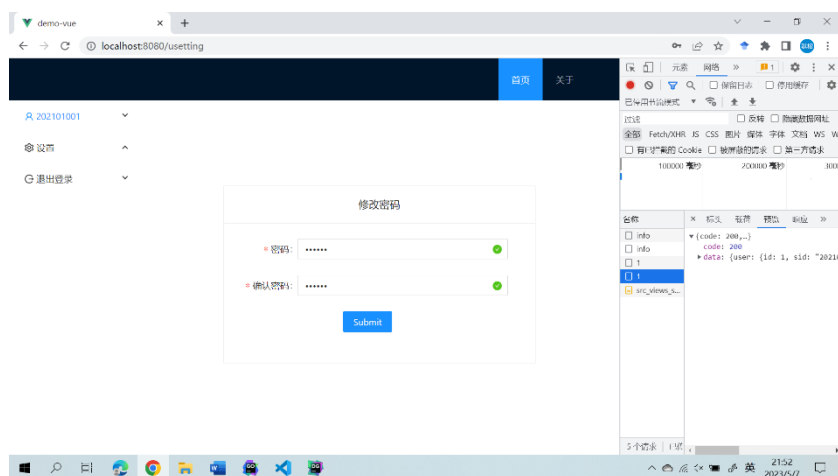 demo-vue
localhost:8080/usetting
首页
关于
202101001
设置
退出登录
修改密码
* 密码:
* 确认密码:
Submit
元素
网络
1
保留日志
停用缓存
已停用节流模式
过滤
反转
隐藏数据网址
全部 Fetch/XHR JS CSS 图片 媒体 字体 文档 WS W
有已拦截的 Cookie
被屏蔽的请求
第三方请求
100000 毫秒
200000 毫秒
300
名称
标头
载荷
预览
响应
info
info
1
1
src_views_s...
{code: 200,…}
code: 200
data: {user: {id: 1, sid: "2021
5 个请求
英
21:52
2023/5/7